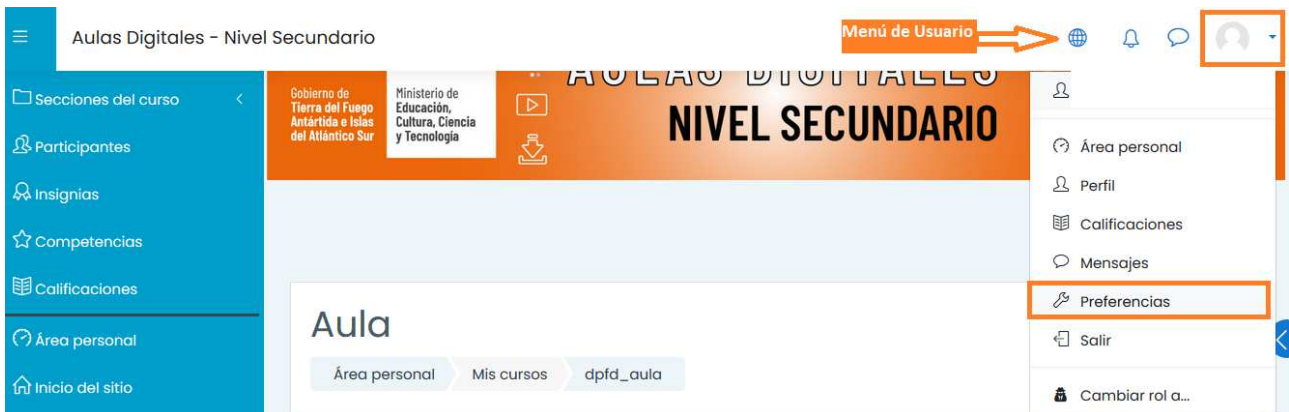 Aulas Digitales - Nivel Secundario
Menú de Usuario
Secciones del curso
Participantes
Insignias
Competencias
Calificaciones
Área personal
Inicio del sitio
Gobierno de
Tierra del Fuego
Antártida e Islas
del Atlántico Sur
Ministerio de
Educación,
Cultura, Ciencia
y Tecnología
AULAS DIGITALES
NIVEL SECUNDARIO
Aula
Área personal Mis cursos dpfd_aula
Área personal
Perfil
Calificaciones
Mensajes
Preferencias
Salir
Cambiar rol a...